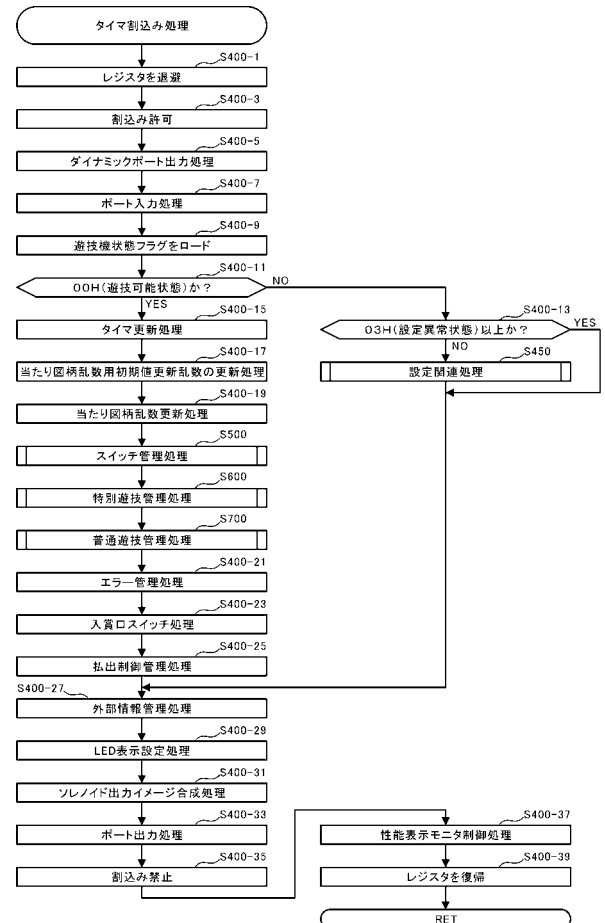 タイマ割込み処理
S400-1
レジスタを退避
S400-3
割込み許可
S400-5
ダイナミックポート出力処理
S400-7
ポート入力処理
S400-9
遊技機状態フラグをロード
S400-11
00H(遊技可能状態)か?
NO
YES
S400-13
03H(設定異常状態)以上か?
YES
NO
S450
設定関連処理
S400-15
タイマ更新処理
S400-17
当たり図柄乱数用初期値更新乱数の更新処理
S400-19
当たり図柄乱数更新処理
S500
スイッチ管理処理
S600
特別遊技管理処理
S700
普通遊技管理処理
S400-21
エラー管理処理
S400-23
入賞口スイッチ処理
S400-25
払出制御管理処理
S400-27
外部情報管理処理
S400-29
LED表示設定処理
S400-31
ソレノイド出力イメージ合成処理
S400-33
ポート出力処理
S400-35
割込み禁止
S400-37
性能表示モニタ制御処理
S400-39
レジスタを復帰
RET